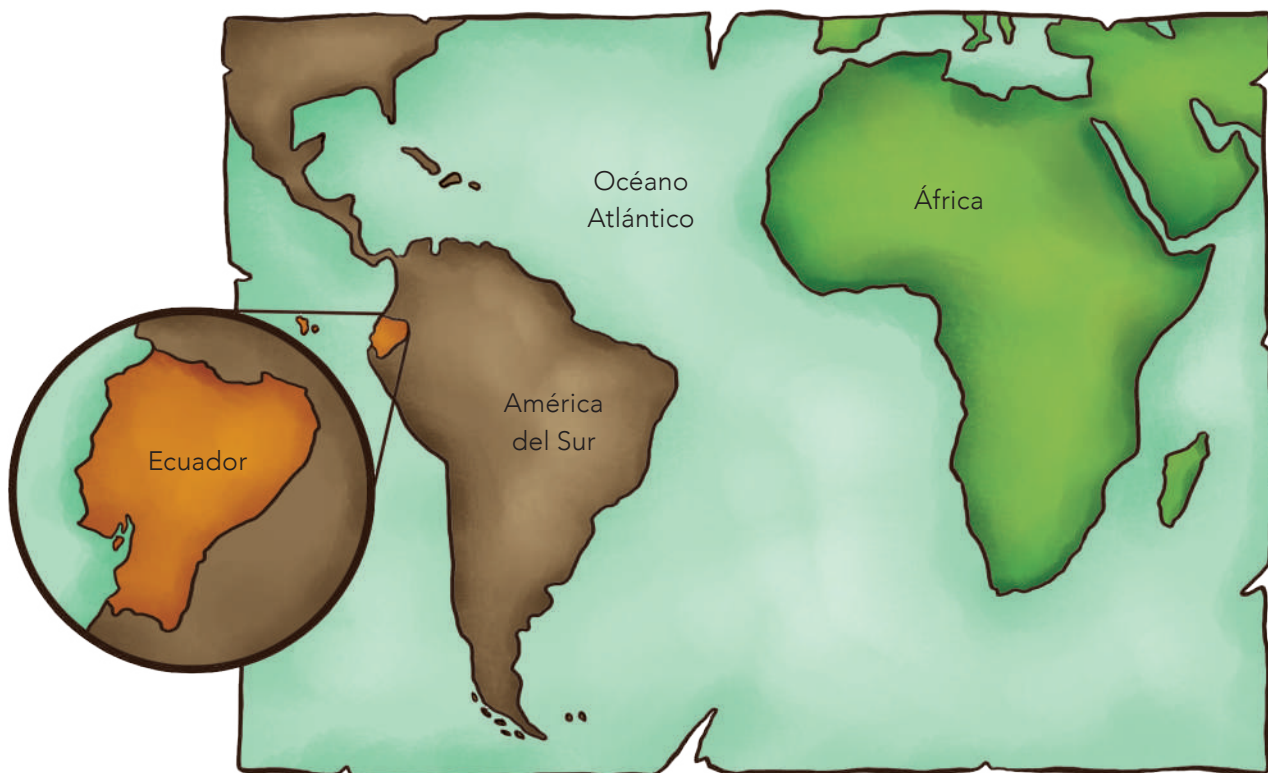 Océano
Atlántico
África
América
del Sur
Ecuador